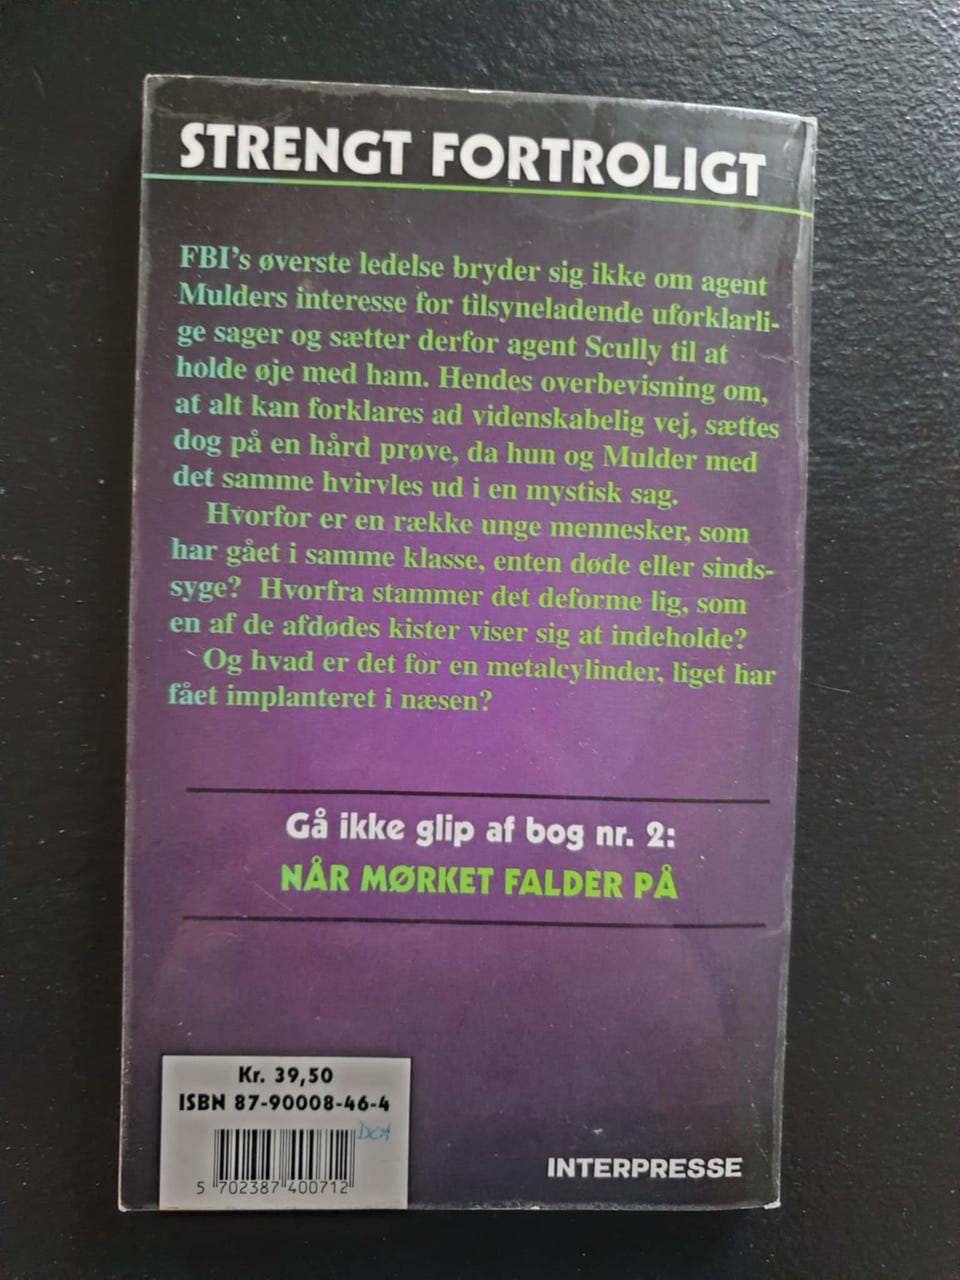 STRENGT FORTROLIGT
FBI's øverste ledelse bryder sig ikke om agent
Mulders interesse for tilsyneladende uforklarli-
ge sager og sætter derfor agent Scully til at
holde øje med ham. Hendes overbevisning om,
at alt kan forklares ad videnskabelig vej, sættes
dog på en hård prøve, da hun og Mulder med
det samme hvirvles ud i en mystisk sag.
Hvorfor er en række unge mennesker, som
har gået i samme klasse, enten døde eller sinds-
syge? Hvorfra stammer det deforme lig, som
en af de afdødes kister viser sig at indeholde?
Og hvad er det for en metalcylinder, liget har
fået implanteret i næsen?
Gå ikke glip af bog nr. 2:
NÅR MØRKET FALDER PÅ
Kr. 39,50
ISBN 87-90008-46-4
5 702387 400712
INTERPRESSE